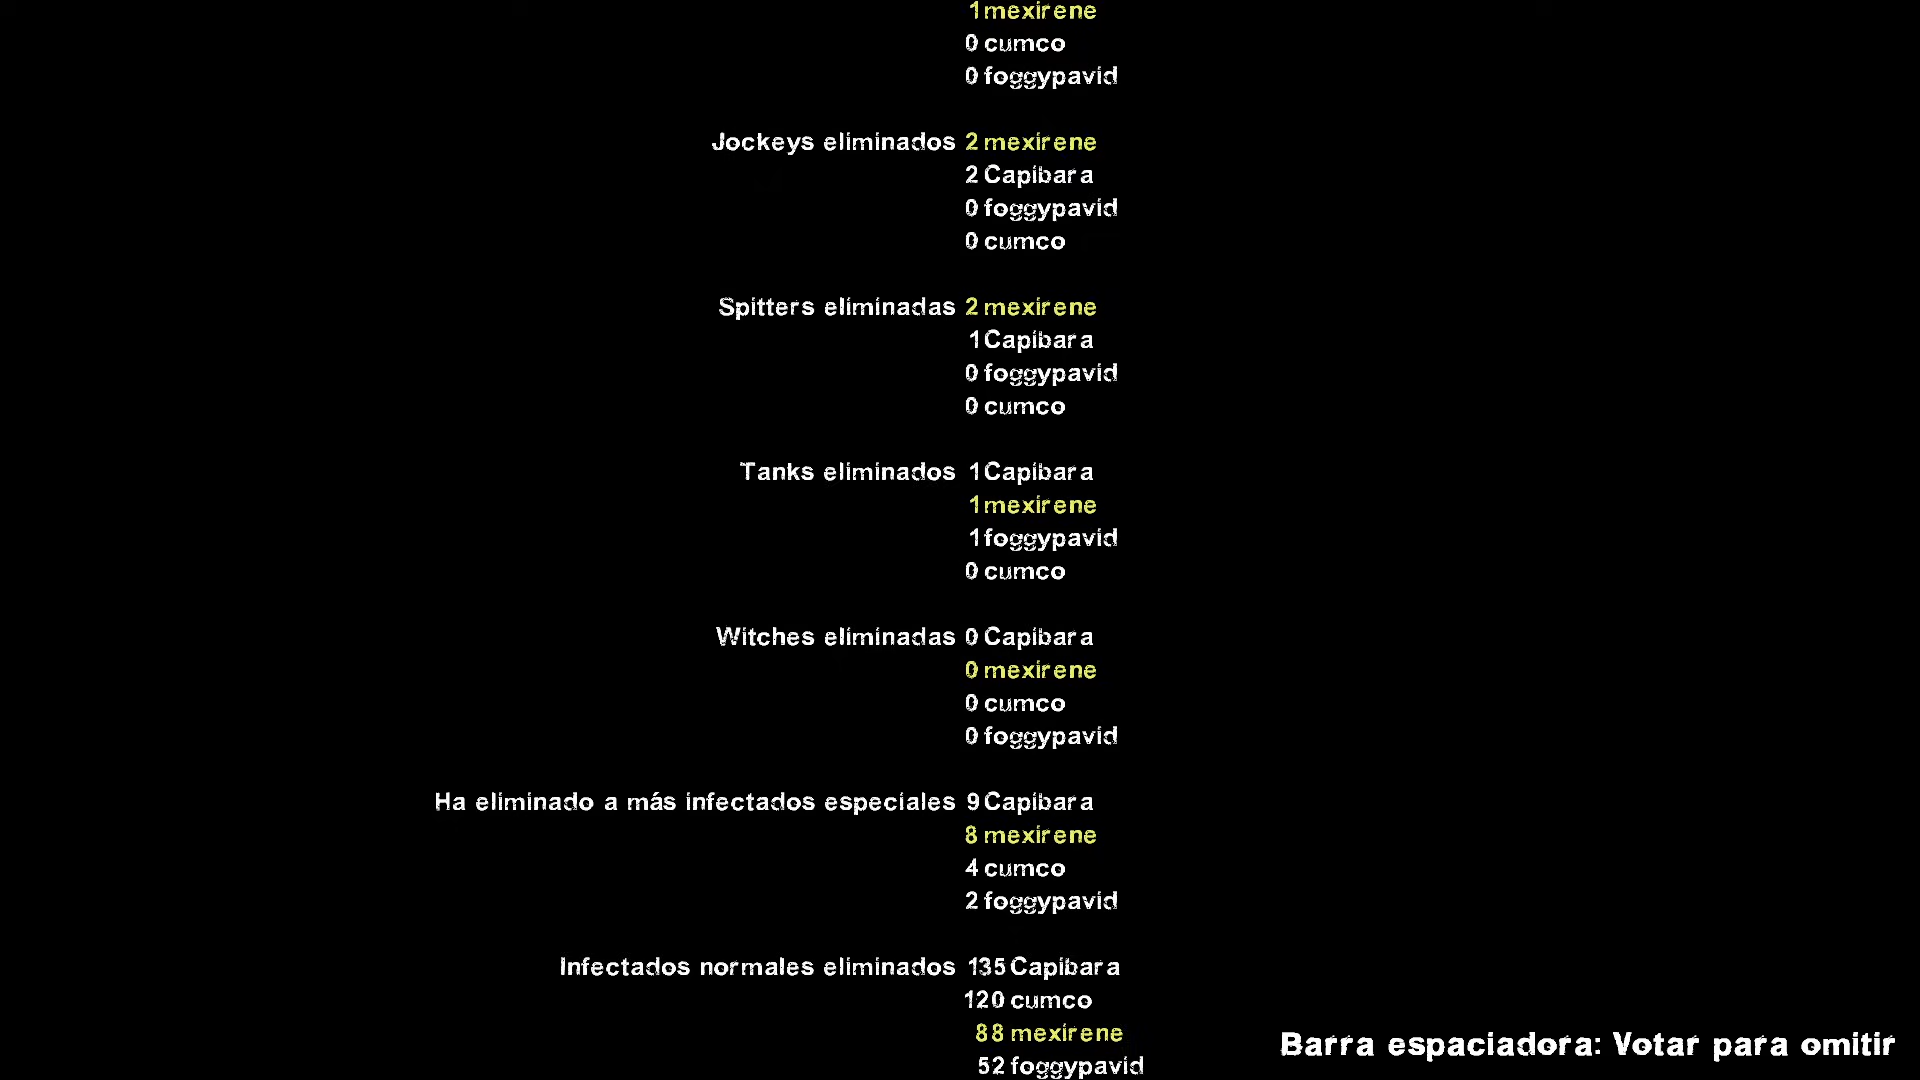 1 mexirene
0 cumco
0 foggypavid
Jockeys eliminados 2 mexirene
2 Capibara
0 foggypavid
0 cumco
Spitters eliminadas 2 mexirene
1 Capibara
0 foggypavid
0 cumco
Tanks eliminados 1 Capibara
1 mexirene
1 foggypavid
0 cumco
Witches eliminadas 0 Capibara
0 mexirene
0 cumco
0 foggypavid
Ha eliminado a más infectados especiales 9 Capibara
8 mexirene
4 cumco
2 foggypavid
Infectados normales eliminados 135 Capibara
120 cumco
88 mexirene
52 foggypavid
Barra espaciadora: Votar para omitir